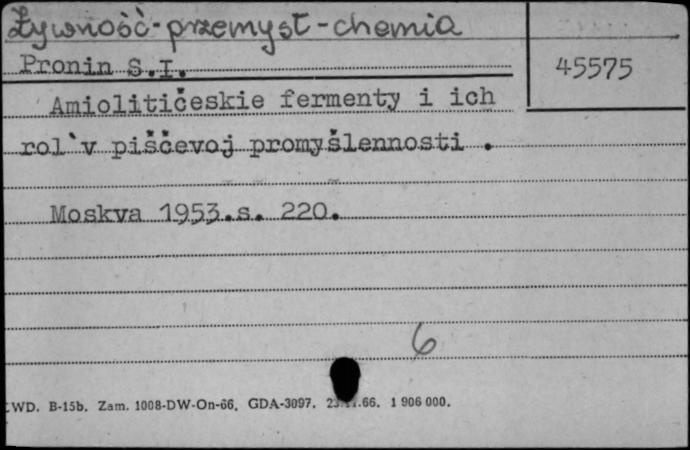 Żywność-przemysł-chemia
Pronin S.I.
45575
Amiolitičeskie fermenty i ich
rol`v piščevoj promyšlennosti .
Moskva 1953.s. 220.
6
WD. B-15b. Zam. 1008-DW-On-66. GDA-3097. .66. 1 906 000.